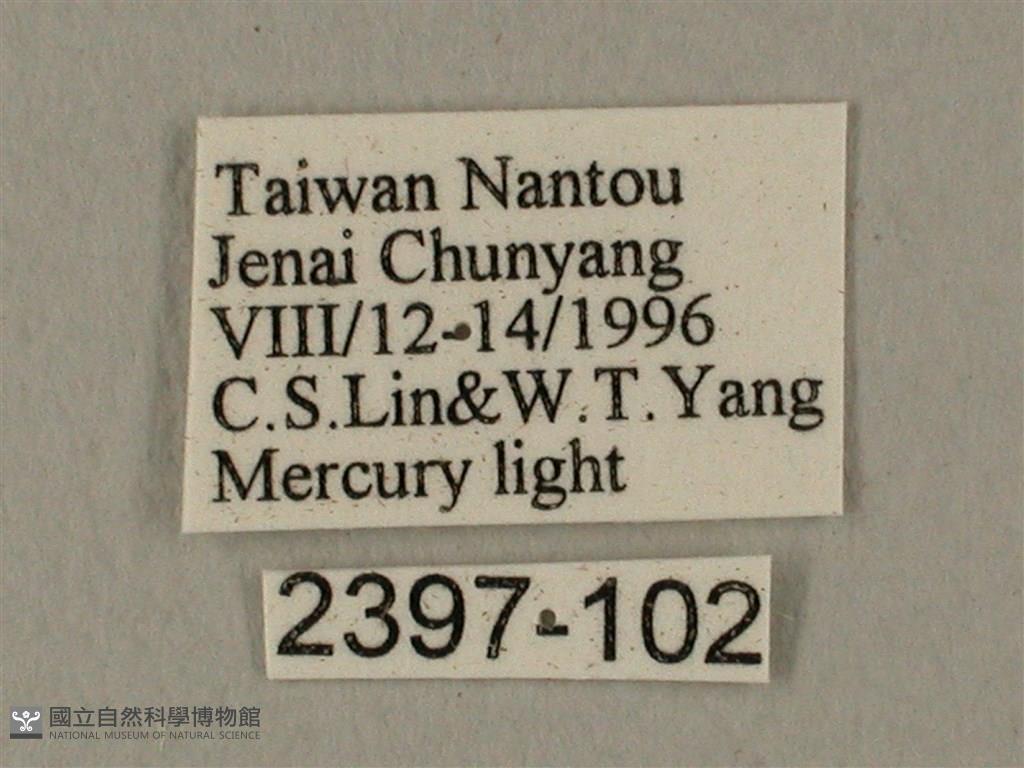 Taiwan Nantou
Jenai Chunyang
VIII/12-14/1996
C.S.Lin&W.T.Yang
Mercury light
2397-102
國立自然科學博物館
NATIONAL MUSEUM OF NATURAL SCIENCE